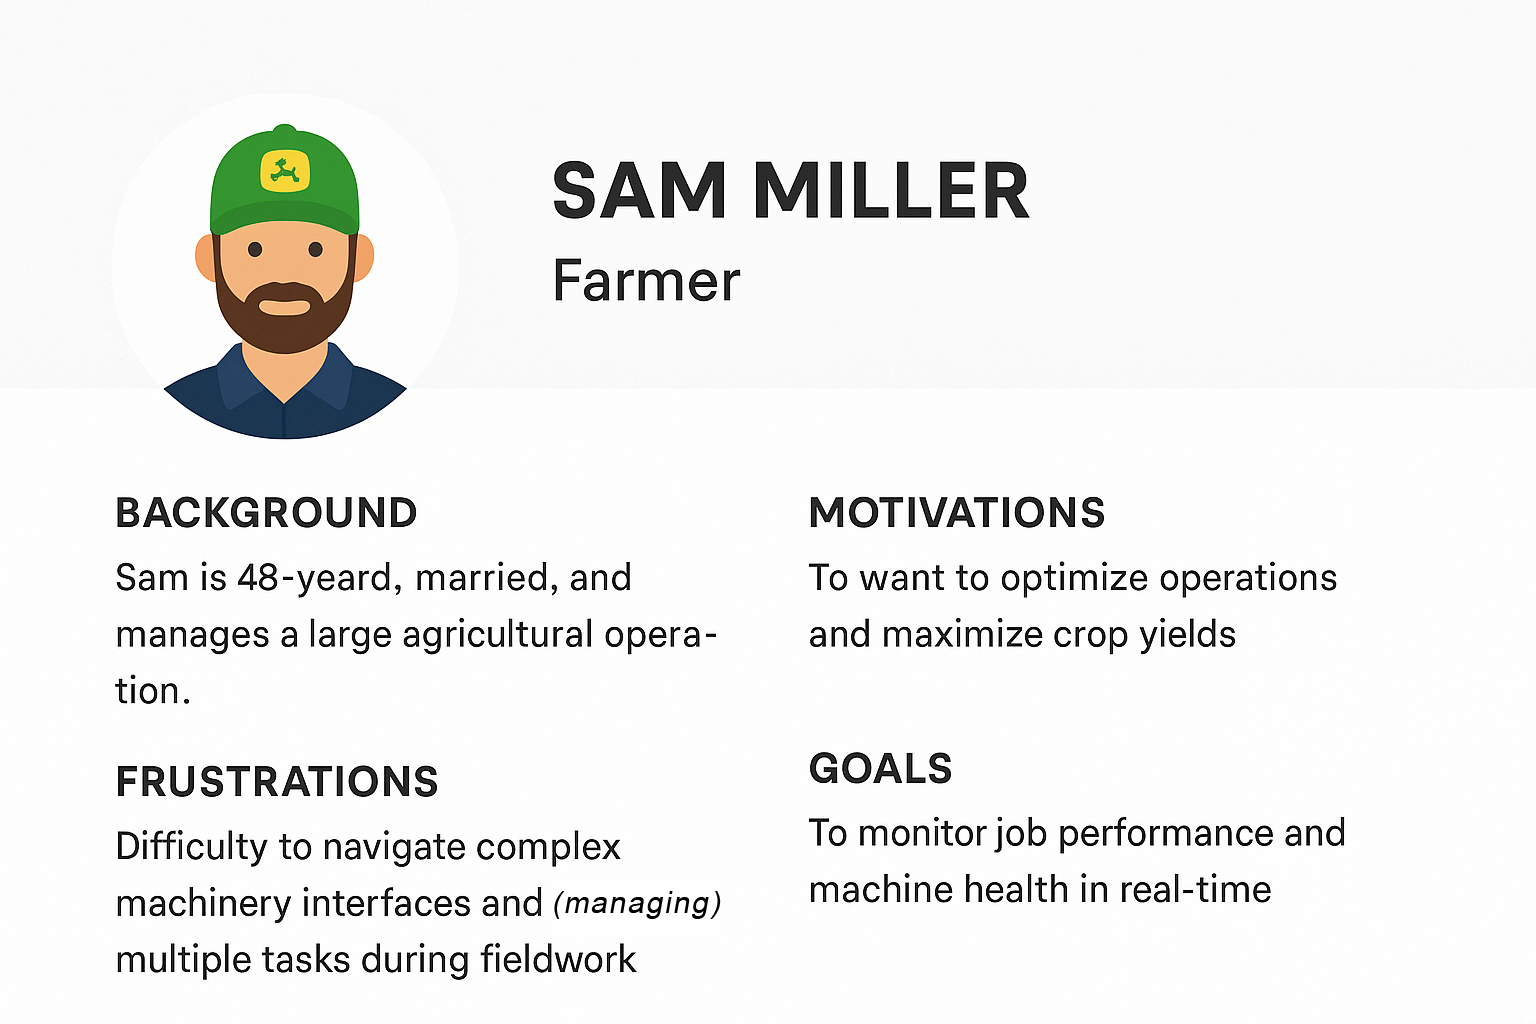 SAM MILLER
Farmer
BACKGROUND
Sam is 48-yeard, married, and
manages a large agricultural opera-
tion.
FRUSTRATIONS
Difficulty to navigate complex
machinery interfaces and (managing)
multiple tasks during fieldwork
MOTIVATIONS
To want to optimize operations
and maximize crop yields
GOALS
To monitor job performance and
machine health in real-time